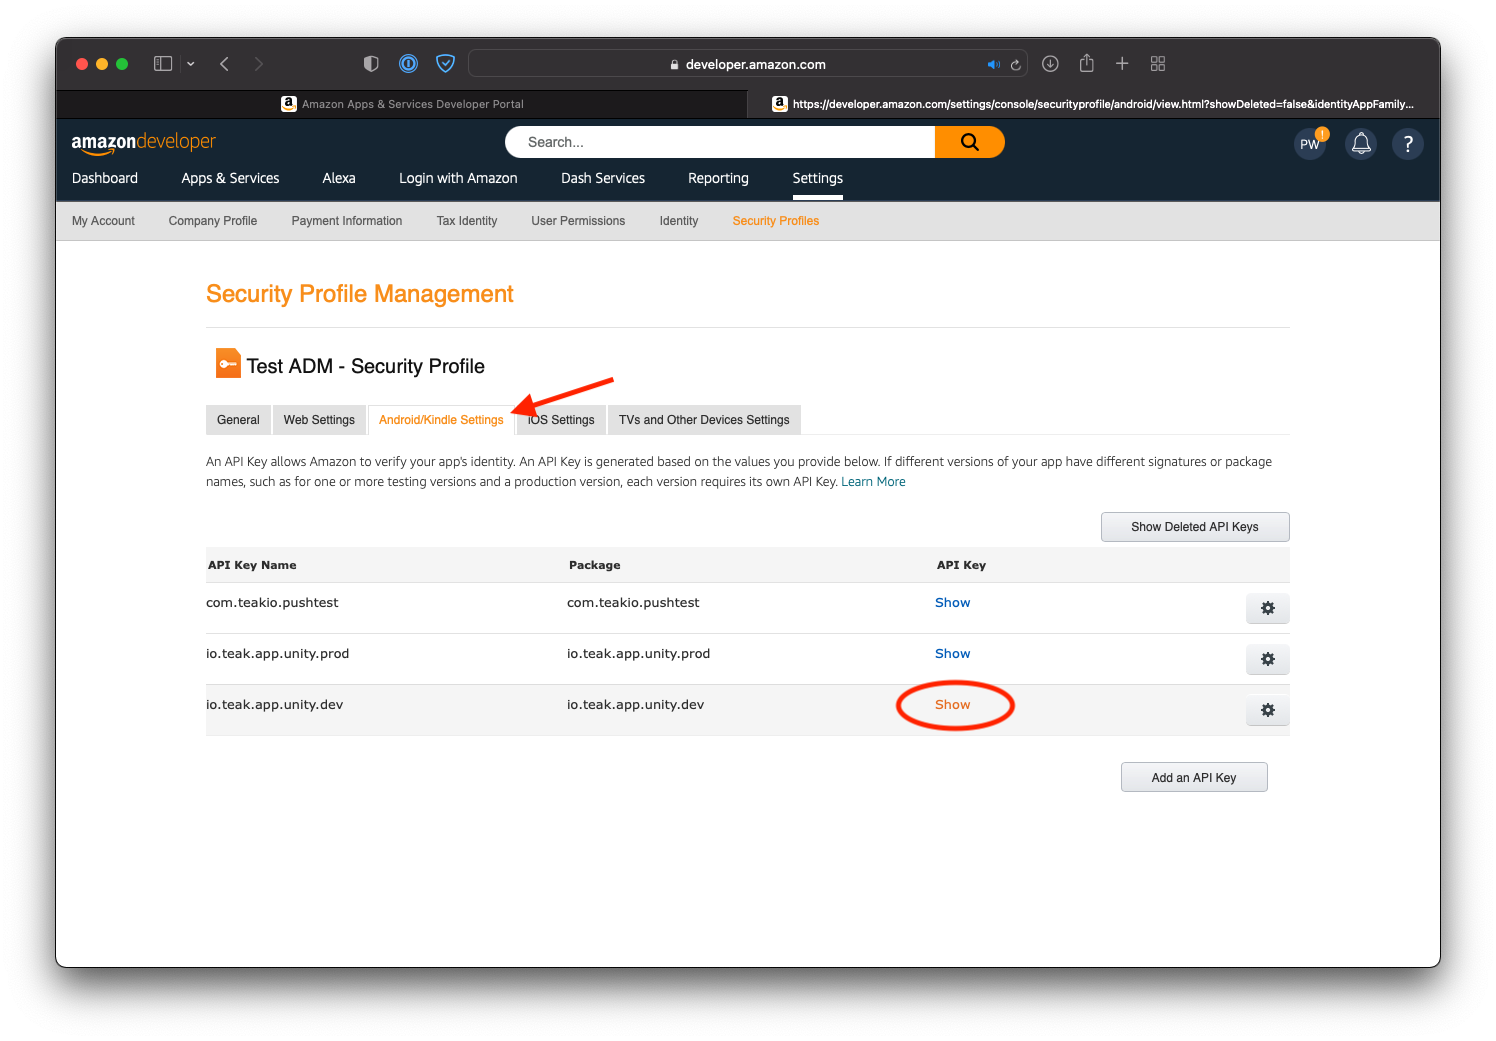 developer.amazon.com
Amazon Apps & Services Developer Portal
https://developer.amazon.com/settings/console/securityprofile/android/view.html?showDeleted=false&identityAppFamily...
amazondeveloper
Search...
PW
!
?
Dashboard Apps & Services Alexa Login with Amazon Dash Services Reporting Settings
My Account Company Profile Payment Information Tax Identity User Permissions Identity Security Profiles
Security Profile Management
Test ADM - Security Profile
General Web Settings Android/Kindle Settings iOS Settings TVs and Other Devices Settings
An API Key allows Amazon to verify your app's identity. An API Key is generated based on the values you provide below. If different versions of your app have different signatures or package
names, such as for one or more testing versions and a production version, each version requires its own API Key. Learn More
Show Deleted API Keys
API Key Name Package API Key
com.teakio.pushtest com.teakio.pushtest Show
io.teak.app.unity.prod io.teak.app.unity.prod Show
io.teak.app.unity.dev io.teak.app.unity.dev Show
Add an API Key